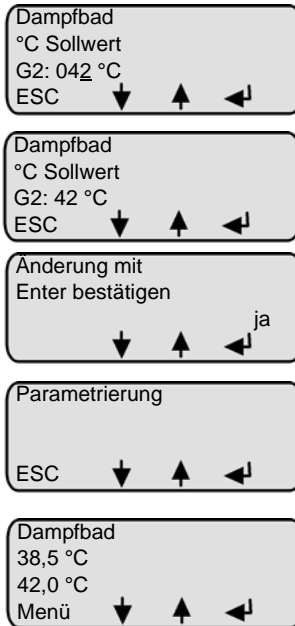 Dampfbad
°C Sollwert
G2: 042 °C
ESC
Dampfbad
°C Sollwert
G2: 42 °C
ESC
Änderung mit
Enter bestätigen
ja
Parametrierung
ESC
Dampfbad
38,5 °C
42,0 °C
Menü